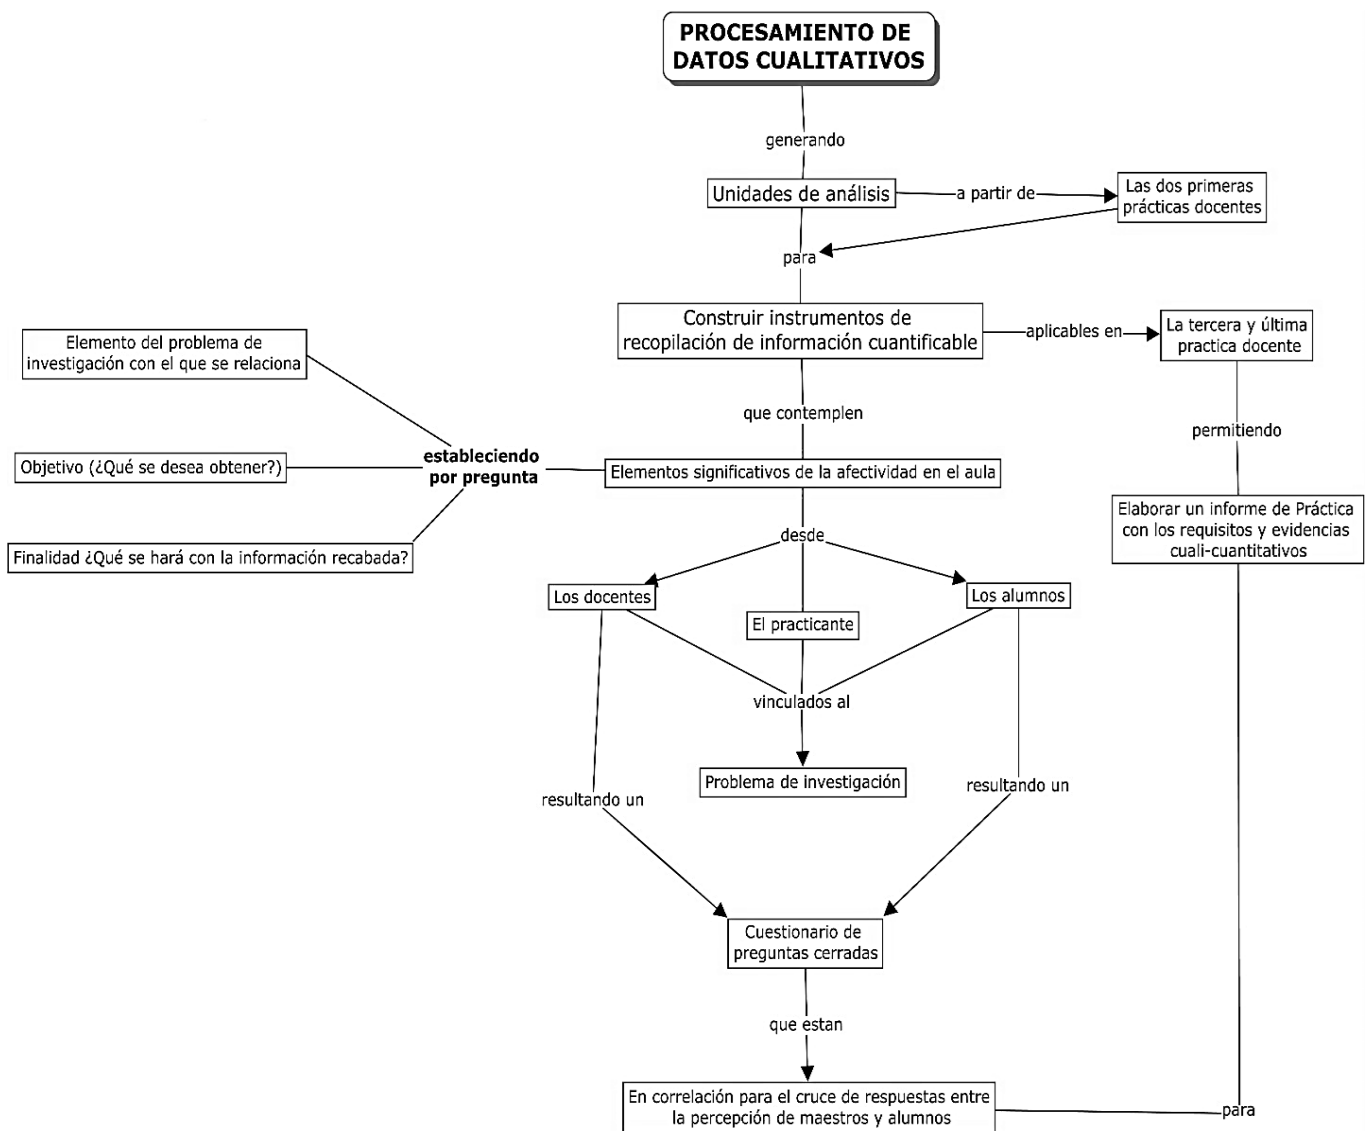 PROCESAMIENTO DE
DATOS CUALITATIVOS
generando
Unidades de análisis
a partir de
Las dos primeras
prácticas docentes
para
Construir instrumentos de
recopilación de información cuantificable
aplicables en
La tercera y última
practica docente
Elemento del problema de
investigación con el que se relaciona
que contemplen
permitiendo
estableciendo
por pregunta
Objetivo (¿Qué se desea obtener?)
Elementos significativos de la afectividad en el aula
Finalidad ¿Qué se hará con la información recabada?
Elaborar un informe de Práctica
con los requisitos y evidencias
cuali-cuantitativos
desde
Los docentes
El practicante
Los alumnos
vinculados al
Problema de investigación
resultando un
resultando un
Cuestionario de
preguntas cerradas
que estan
En correlación para el cruce de respuestas entre
la percepción de maestros y alumnos
para